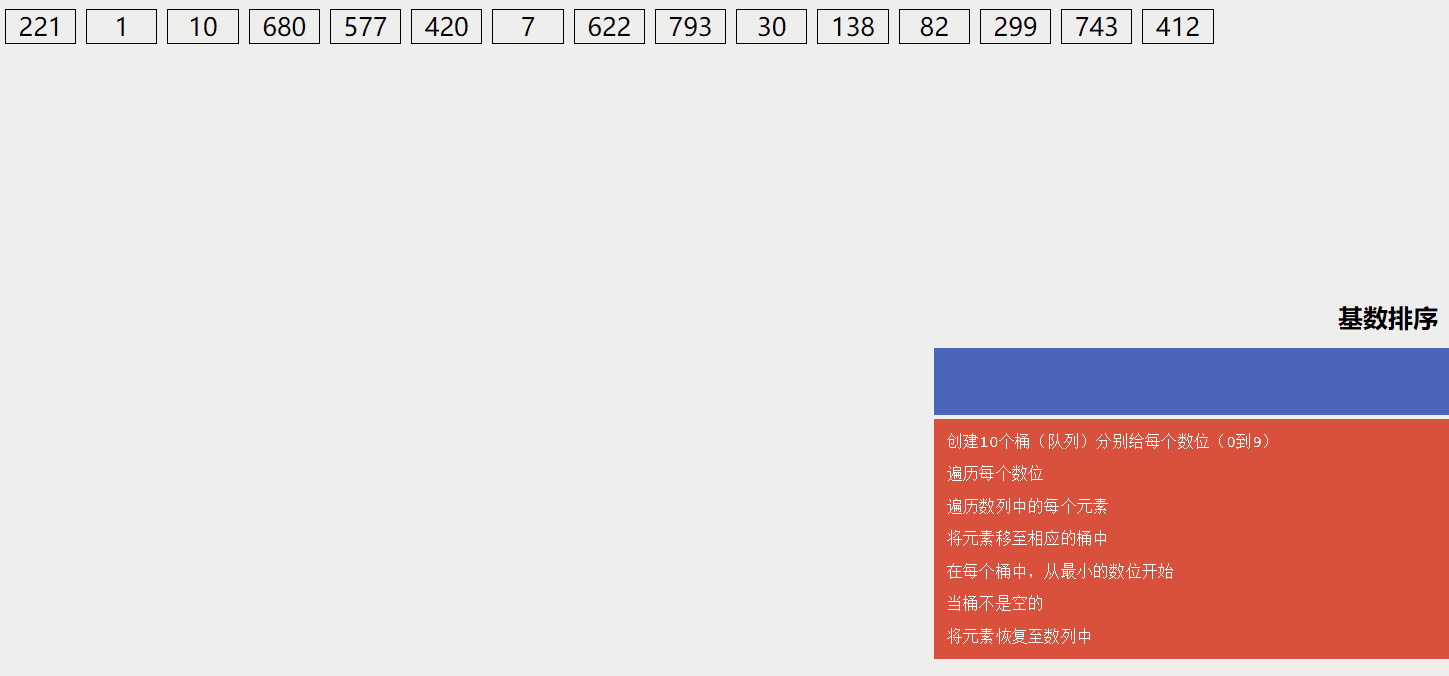 221 1 10 680 577 420 7 622 793 30 138 82 299 743 412
基数排序
创建10个桶（队列）分别给每个数位（0到9）
遍历每个数位
遍历数列中的每个元素
将元素移至相应的桶中
在每个桶中，从最小的数位开始
当桶不是空的
将元素恢复至数列中